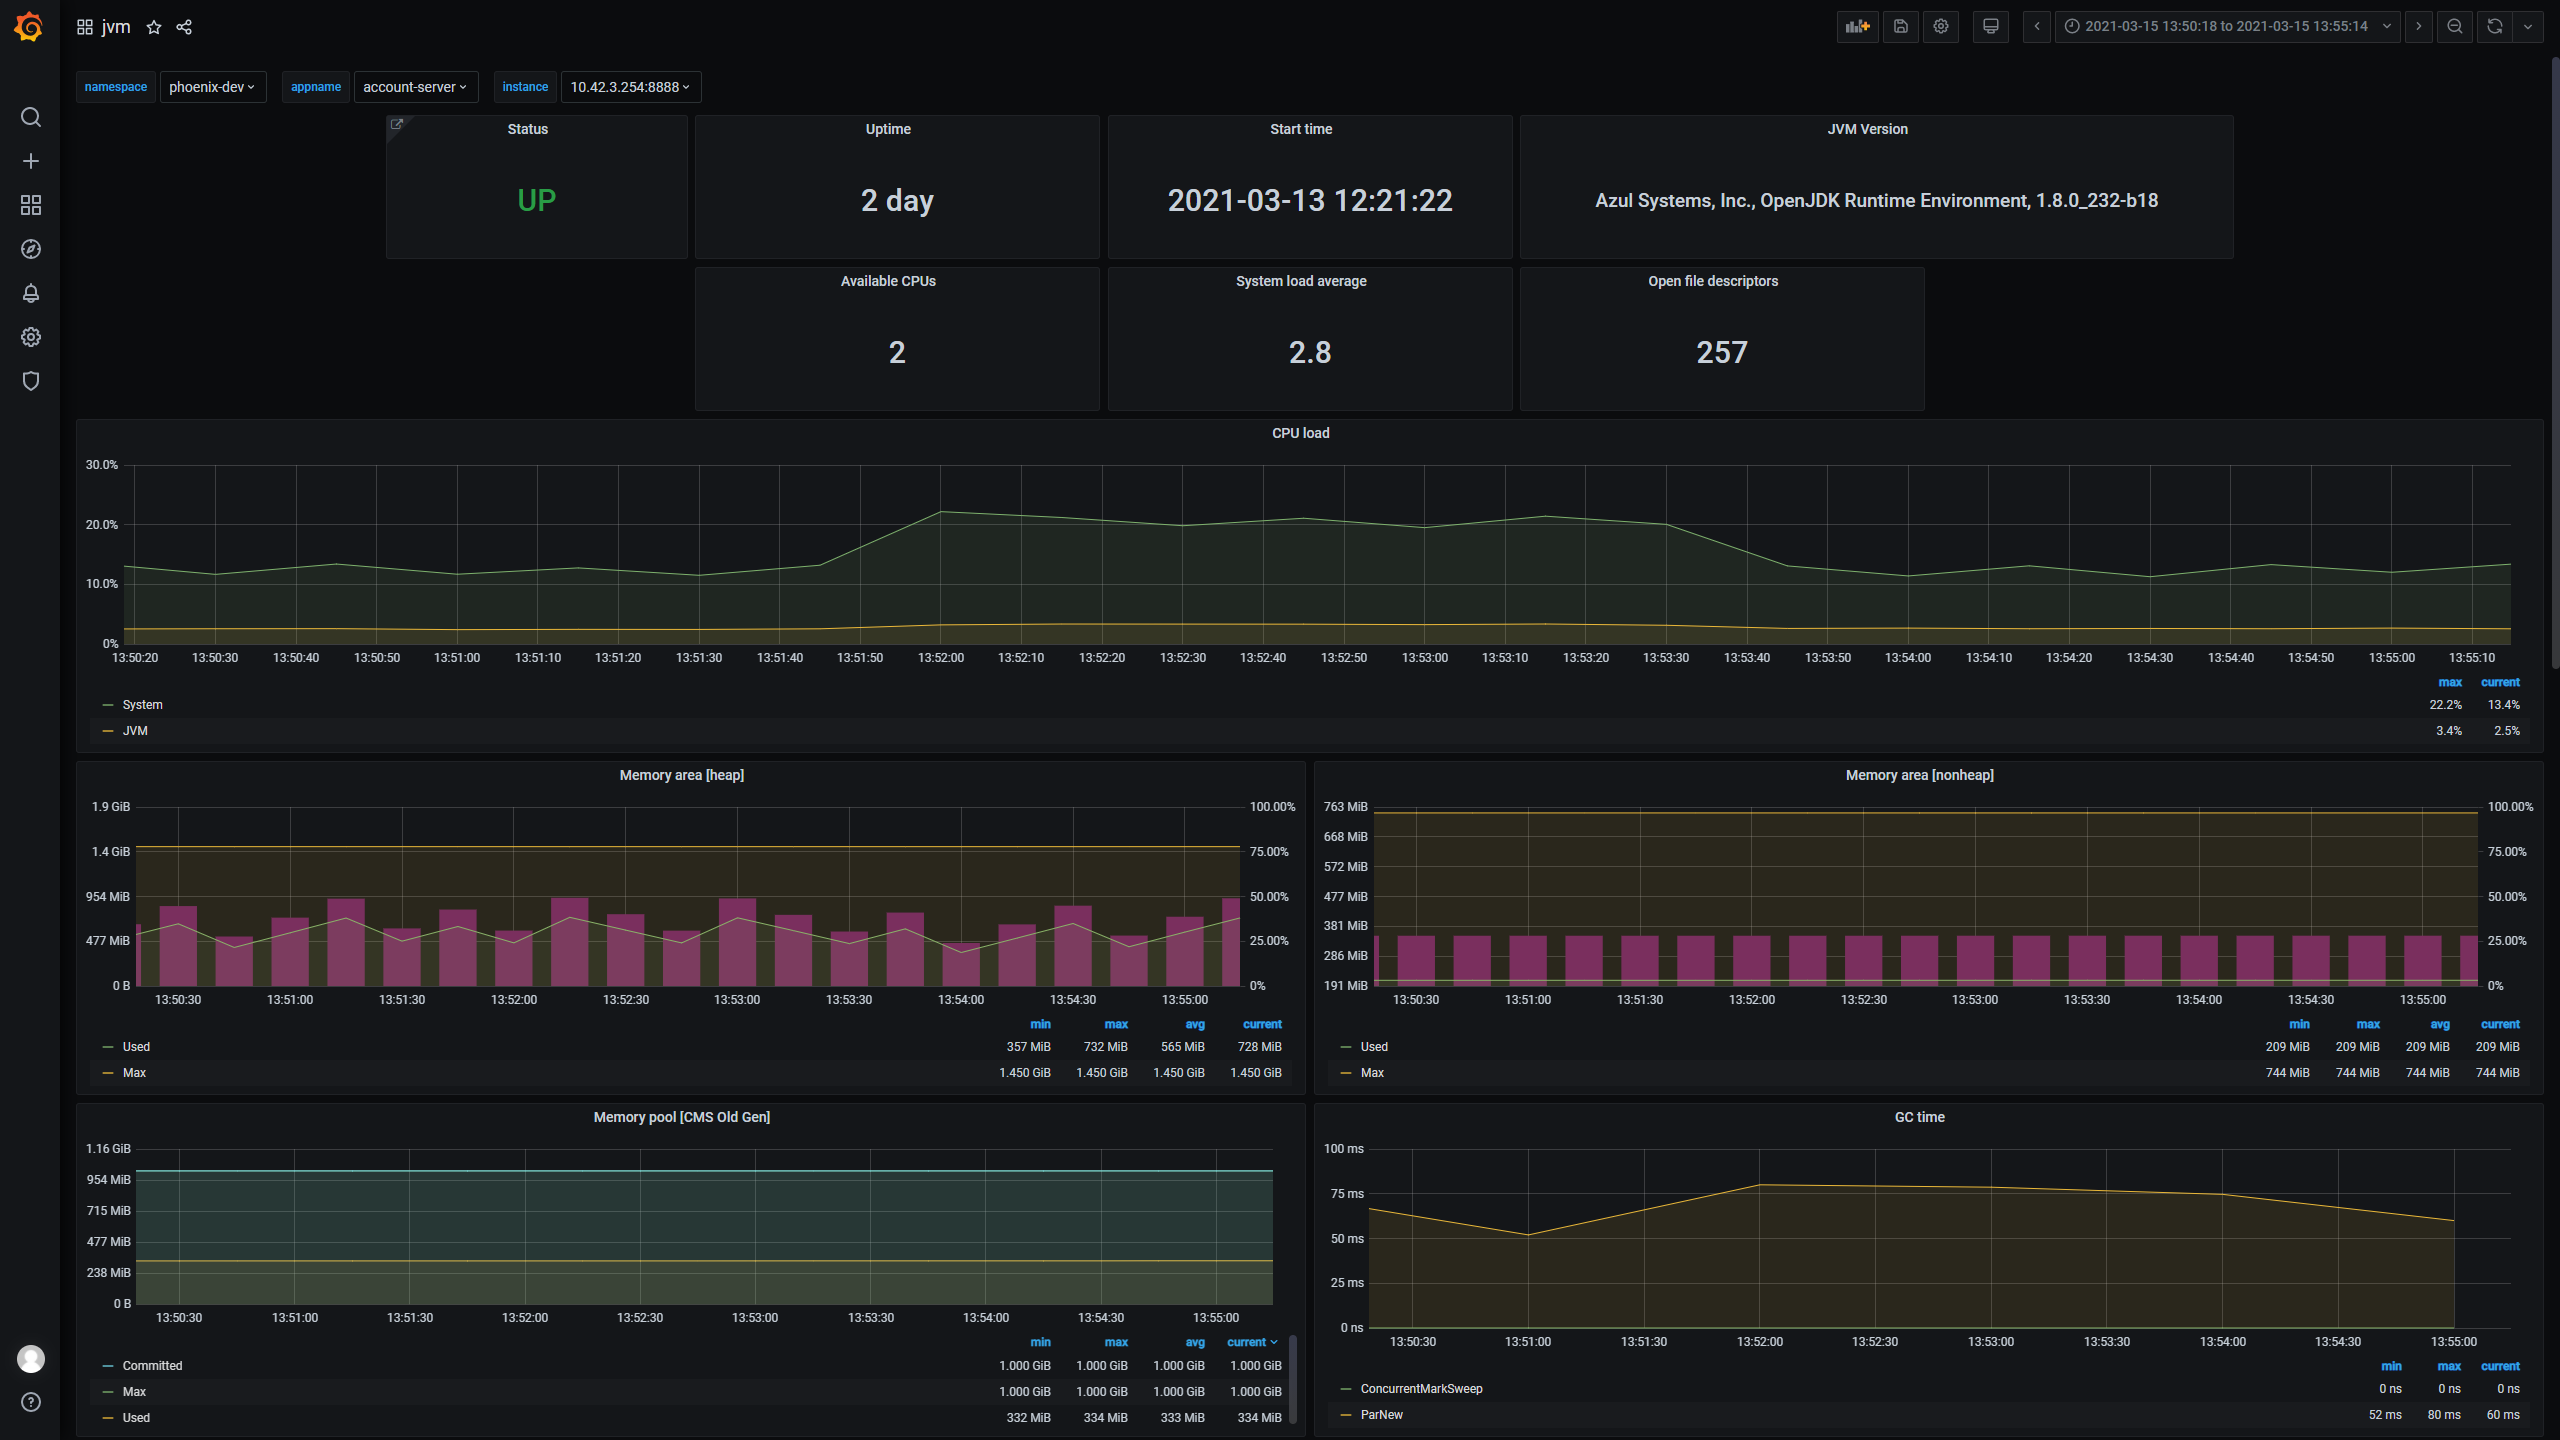 jvm
2021-03-15 13:50:18 to 2021-03-15 13:55:14
namespace phoenix-dev appname account-server instance 10.42.3.254:8888
Status
UP
Uptime
2 day
Start time
2021-03-13 12:21:22
JVM Version
Azul Systems, Inc., OpenJDK Runtime Environment, 1.8.0_232-b18
Available CPUs
2
System load average
2.8
Open file descriptors
257
CPU load
30.0%
20.0%
10.0%
0%
13:50:20 13:50:30 13:50:40 13:50:50 13:51:00 13:51:10 13:51:20 13:51:30 13:51:40 13:51:50 13:52:00 13:52:10 13:52:20 13:52:30 13:52:40 13:52:50 13:53:00 13:53:10 13:53:20 13:53:30 13:53:40 13:53:50 13:54:00 13:54:10 13:54:20 13:54:30 13:54:40 13:54:50 13:55:00 13:55:10
max current
System 22.2% 13.4%
JVM 3.4% 2.5%
Memory area [heap]
1.9 GiB 100.00%
1.4 GiB 75.00%
954 MiB 50.00%
477 MiB 25.00%
0 B 0%
13:50:30 13:51:00 13:51:30 13:52:00 13:52:30 13:53:00 13:53:30 13:54:00 13:54:30 13:55:00
min max avg current
Used 357 MiB 732 MiB 565 MiB 728 MiB
Max 1.450 GiB 1.450 GiB 1.450 GiB 1.450 GiB
Memory area [nonheap]
763 MiB 100.00%
668 MiB
572 MiB 75.00%
477 MiB 50.00%
381 MiB
286 MiB 25.00%
191 MiB 0%
13:50:30 13:51:00 13:51:30 13:52:00 13:52:30 13:53:00 13:53:30 13:54:00 13:54:30 13:55:00
min max avg current
Used 209 MiB 209 MiB 209 MiB 209 MiB
Max 744 MiB 744 MiB 744 MiB 744 MiB
Memory pool [CMS Old Gen]
1.16 GiB
954 MiB
715 MiB
477 MiB
238 MiB
0 B
13:50:30 13:51:00 13:51:30 13:52:00 13:52:30 13:53:00 13:53:30 13:54:00 13:54:30 13:55:00
min max avg current
Committed 1.000 GiB 1.000 GiB 1.000 GiB 1.000 GiB
Max 1.000 GiB 1.000 GiB 1.000 GiB 1.000 GiB
Used 332 MiB 334 MiB 333 MiB 334 MiB
GC time
100 ms
75 ms
50 ms
25 ms
0 ns
13:50:30 13:51:00 13:51:30 13:52:00 13:52:30 13:53:00 13:53:30 13:54:00 13:54:30 13:55:00
min max current
ConcurrentMarkSweep 0 ns 0 ns 0 ns
ParNew 52 ms 80 ms 60 ms